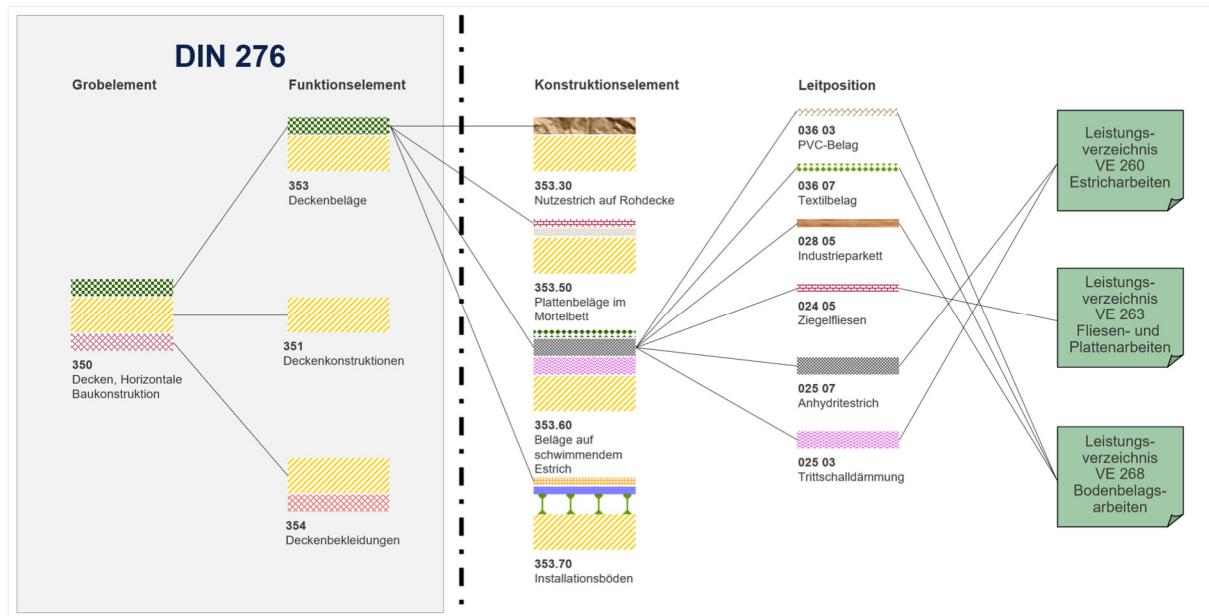 DIN 276
Grobelement
Funktionselement
Konstruktionselement
Leitposition
350
Decken, Horizontale
Baukonstruktion
353
Deckenbeläge
351
Deckenkonstruktionen
354
Deckenbekleidungen
353.30
Nutzestrich auf Rohdecke
353.50
Plattenbeläge im
Mörtelbett
353.60
Beläge auf
schwimmendem
Estrich
353.70
Installationsböden
036 03
PVC-Belag
036 07
Textilbelag
028 05
Industrieparkett
024 05
Ziegelfliesen
025 07
Anhydritestrich
025 03
Trittschalldämmung
Leistungs-
verzeichnis
VE 260
Estricharbeiten
Leistungs-
verzeichnis
VE 263
Fliesen- und
Plattenarbeiten
Leistungs-
verzeichnis
VE 268
Bodenbelags-
arbeiten